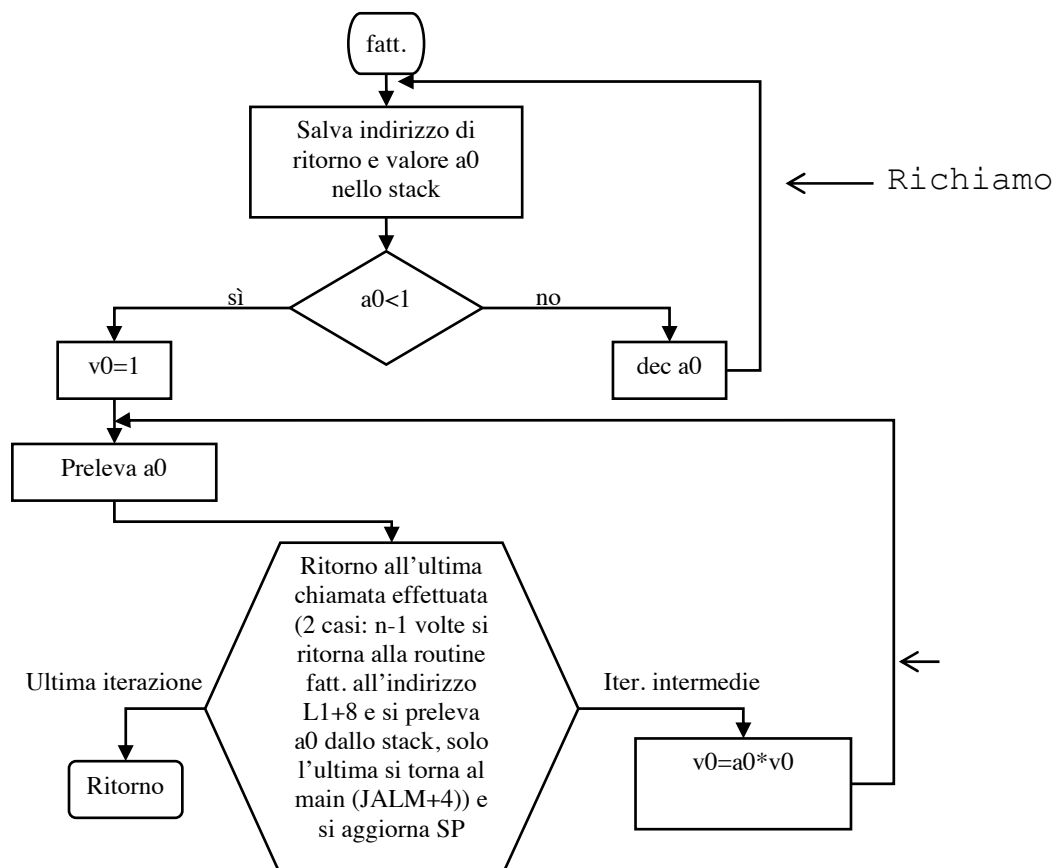 fatt.
Salva indirizzo di
ritorno e valore a0
nello stack
Richiamo
sì
a0<1
no
v0=1
dec a0
Preleva a0
Ritorno all’ultima
chiamata effettuata
(2 casi: n-1 volte si
ritorna alla routine
fatt. all’indirizzo
L1+8 e si preleva
a0 dallo stack, solo
l’ultima si torna al
main (JALM+4)) e
si aggiorna SP
Ultima iterazione
Iter. intermedie
Ritorno
v0=a0*v0